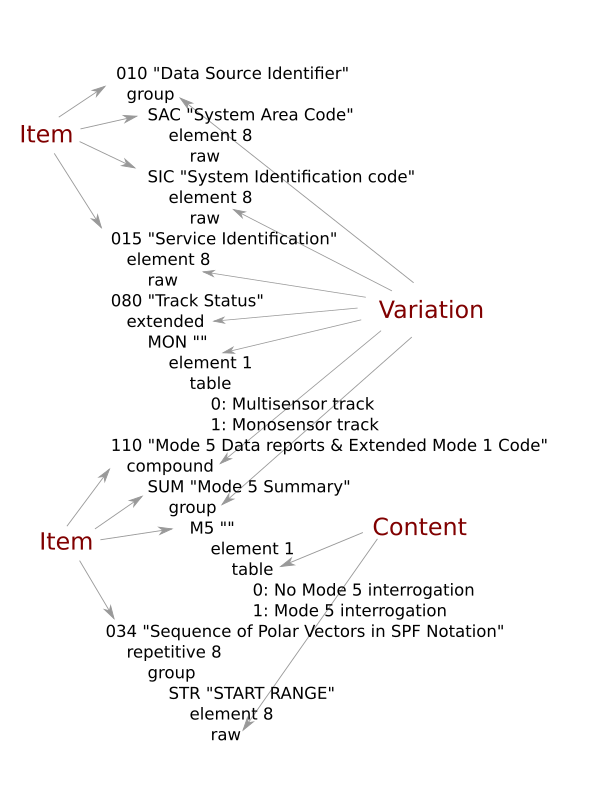 010 "Data Source Identifier"
group
SAC "System Area Code"
Item
element 8
raw
SIC "System Identification code"
element 8
raw
015 "Service Identification"
element 8
raw
080 "Track Status"
Variation
extended
MON ""
element 1
table
0: Multisensor track
1: Monosensor track
110 "Mode 5 Data reports & Extended Mode 1 Code"
compound
SUM "Mode 5 Summary"
group
M5 ""
Content
Item
element 1
table
0: No Mode 5 interrogation
1: Mode 5 interrogation
034 "Sequence of Polar Vectors in SPF Notation"
repetitive 8
group
STR "START RANGE"
element 8
raw